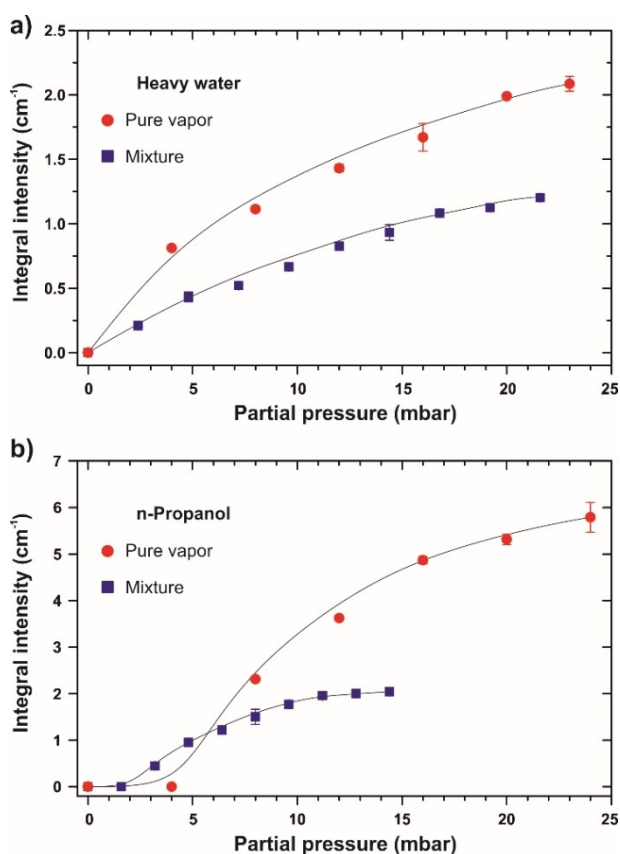 a)
2.5
2.0
1.5
1.0
0.5
0.0
Integral intensity (cm⁻¹)
Heavy water
Pure vapor
Mixture
0 5 10 15 20 25
Partial pressure (mbar)
b)
7
6
5
4
3
2
1
0
Integral intensity (cm⁻¹)
n-Propanol
Pure vapor
Mixture
0 5 10 15 20 25
Partial pressure (mbar)